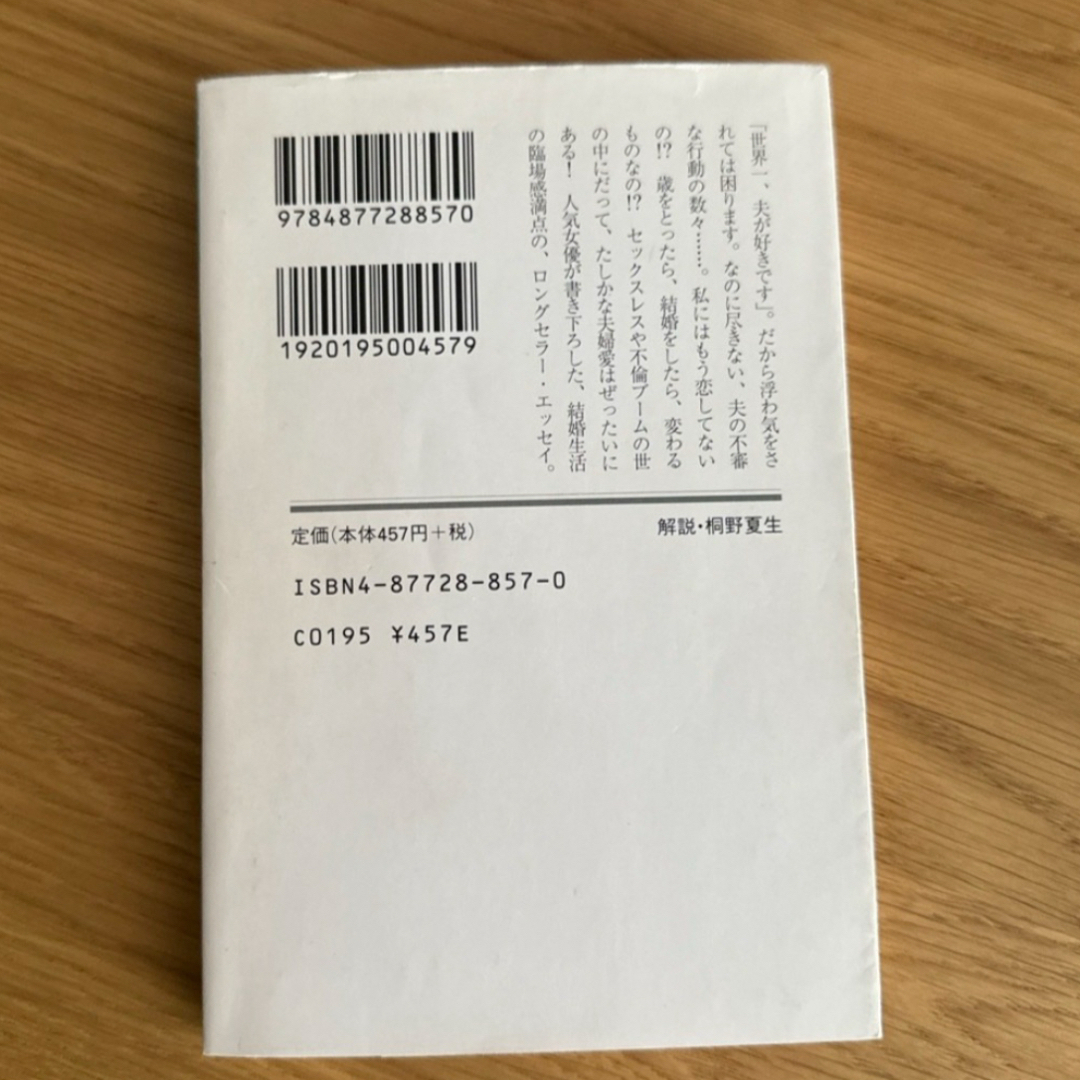 『世界一、夫が好きです』。だから浮わ気をさ
れては困ります。なのに尽きない、夫の不審
な行動の数々……。私にはもう恋してない
の!? 歳をとったら、結婚をしたら、変わる
ものなの!? セックスレスや不倫ブームの世
の中にだって、たしかな夫婦愛はぜったいに
ある! 人気女優が書き下ろした、結婚生活
の臨場感満点の、ロングセラー・エッセイ。
9784877288570
1920195004579
定価(本体457円+税)
解説・桐野夏生
ISBN4-87728-857-0
C0195 ¥457E